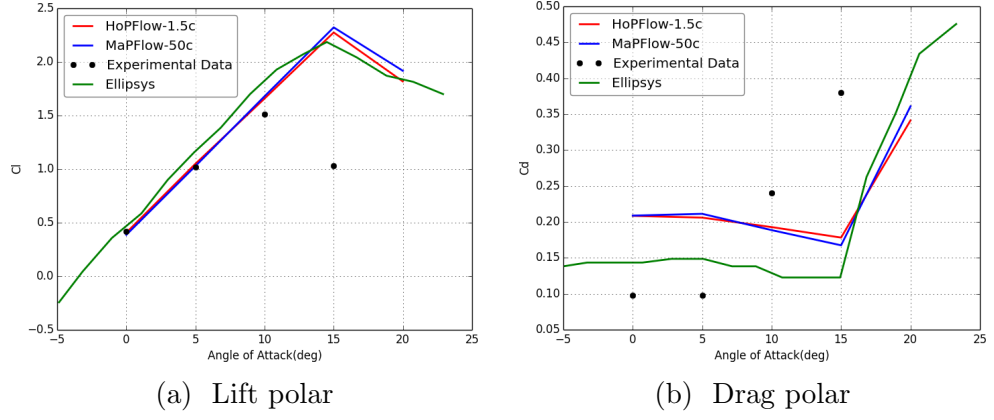 HoPFlow-1.5c
MaPFlow-50c
Experimental Data
Ellipsys
2.5
2.0
1.5
1.0
0.5
0.0
−0.5
Cl
−5 0 5 10 15 20 25
Angle of Attack(deg)
(a) Lift polar
HoPFlow-1.5c
MaPFlow-50c
Experimental Data
Ellipsys
0.50
0.45
0.40
0.35
0.30
0.25
0.20
0.15
0.10
0.05
Cd
−5 0 5 10 15 20 25
Angle of Attack(deg)
(b) Drag polar